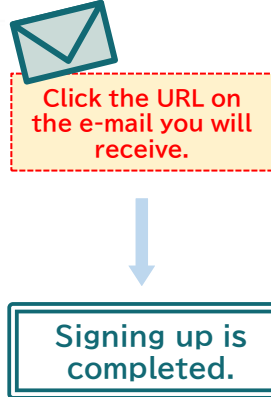 Click the URL on
the e-mail you will
receive.
Signing up is
completed.